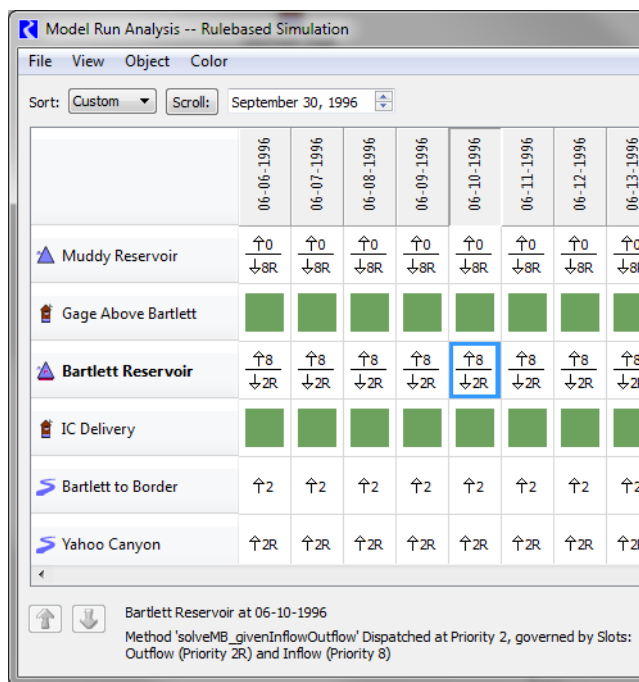 Model Run Analysis -- Rulebased Simulation
File View Object Color
Sort: Custom Scroll: September 30, 1996
06-06-1996 06-07-1996 06-08-1996 06-09-1996 06-10-1996 06-11-1996 06-12-1996 06-13-1996
Muddy Reservoir
↑0 ↑0 ↑0 ↑0 ↑0 ↑0 ↑0 ↑0
↓8R ↓8R ↓8R ↓8R ↓8R ↓8R ↓8R
Gage Above Bartlett
Bartlett Reservoir
↑8 ↑8 ↑8 ↑8 ↑8 ↑8 ↑8 ↑8
↓2R ↓2R ↓2R ↓2R ↓2R ↓2R ↓2R
IC Delivery
Bartlett to Border ↑2 ↑2 ↑2 ↑2 ↑2 ↑2 ↑2 ↑2
Yahoo Canyon ↑2R ↑2R ↑2R ↑2R ↑2R ↑2R ↑2R
Bartlett Reservoir at 06-10-1996
Method 'solveMB_givenInflowOutflow' Dispatched at Priority 2, governed by Slots:
Outflow (Priority 2R) and Inflow (Priority 8)